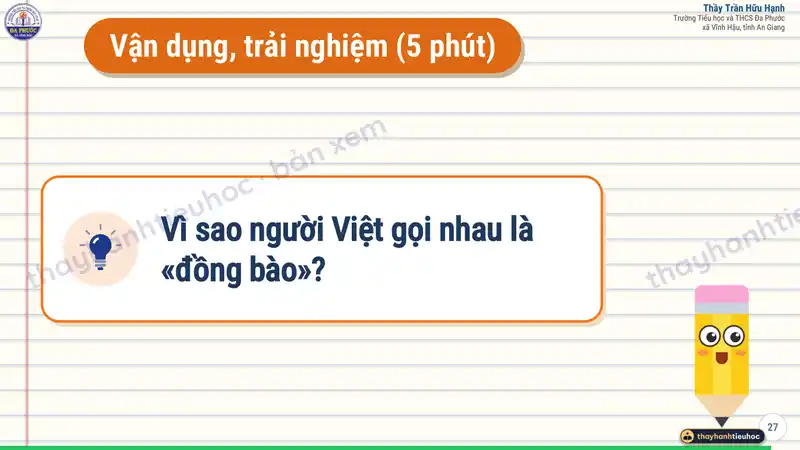 Thầy Trần Hữu Hạnh
Trường Tiểu học và THCS Đa Phước
xã Vĩnh Hậu, tỉnh An Giang
ĐA PHƯỚC
Vận dụng, trải nghiệm (5 phút)
thayhanhtieuhoc · bản xem
Vì sao người Việt gọi nhau là
«đồng bào»?
thayhanhtie
thayhanhtieuhoc
27